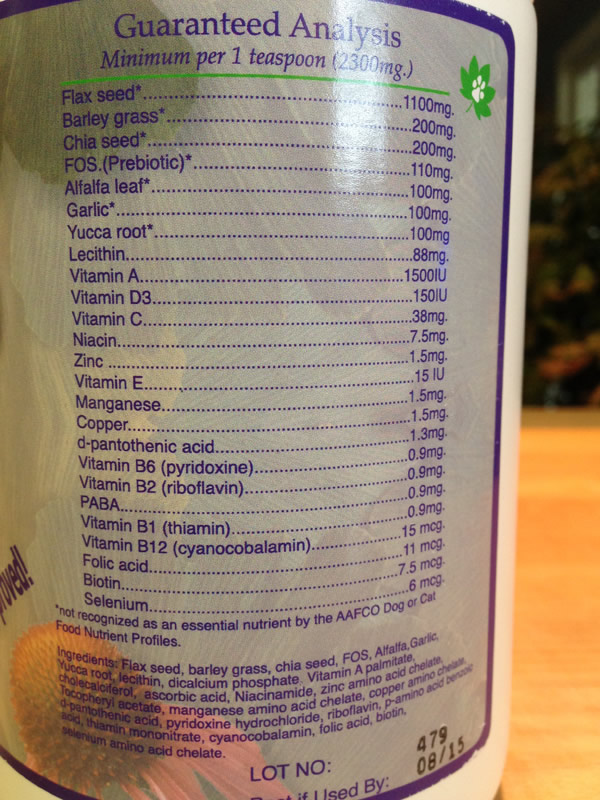 Guaranteed Analysis
Minimum per 1 teaspoon (2300mg.)
Flax seed*..........1100mg.
Barley grass*..........200mg.
Chia seed*..........200mg.
FOS.(Prebiotic)*..........110mg.
Alfalfa leaf*..........100mg.
Garlic*..........100mg.
Yucca root*..........100mg
Lecithin..........88mg.
Vitamin A..........1500IU
Vitamin D3..........150IU
Vitamin C..........38mg.
Niacin..........7.5mg.
Zinc ..........1.5mg.
Vitamin E..........15 IU
Manganese..........1.5mg.
Copper..........1.5mg.
d-pantothenic acid..........1.3mg.
Vitamin B6 (pyridoxine)..........0.9mg.
Vitamin B2 (riboflavin)..........0.9mg.
PABA..........0.9mg.
Vitamin B1 (thiamin)..........0.9mg.
Vitamin B12 (cyanocobalamin)..........15 mcg.
Folic acid..........11 mcg.
Biotin..........7.5 mcg.
Selenium..........6 mcg.
*not recognized as an essential nutrient by the AAFCO Dog or Cat
Food Nutrient Profiles.
Ingredients: Flax seed, barley grass, chia seed, FOS, Alfalfa, Garlic,
Yucca root, lecithin, dicalcium phosphate, Vitamin A palmitate,
cholecalciferol, ascorbic acid, Niacinamide, zinc amino acid chelate,
Tocopheryl acetate, manganese amino acid chelate, copper amino chelate,
d-pantothenic acid, pyridoxine hydrochloride, riboflavin, p-amino acid benzoic
acid, thiamin mononitrate, cyanocobalamin, folic acid, biotin,
selenium amino acid chelate.
LOT NO: 479
Best if Used By: 08/15